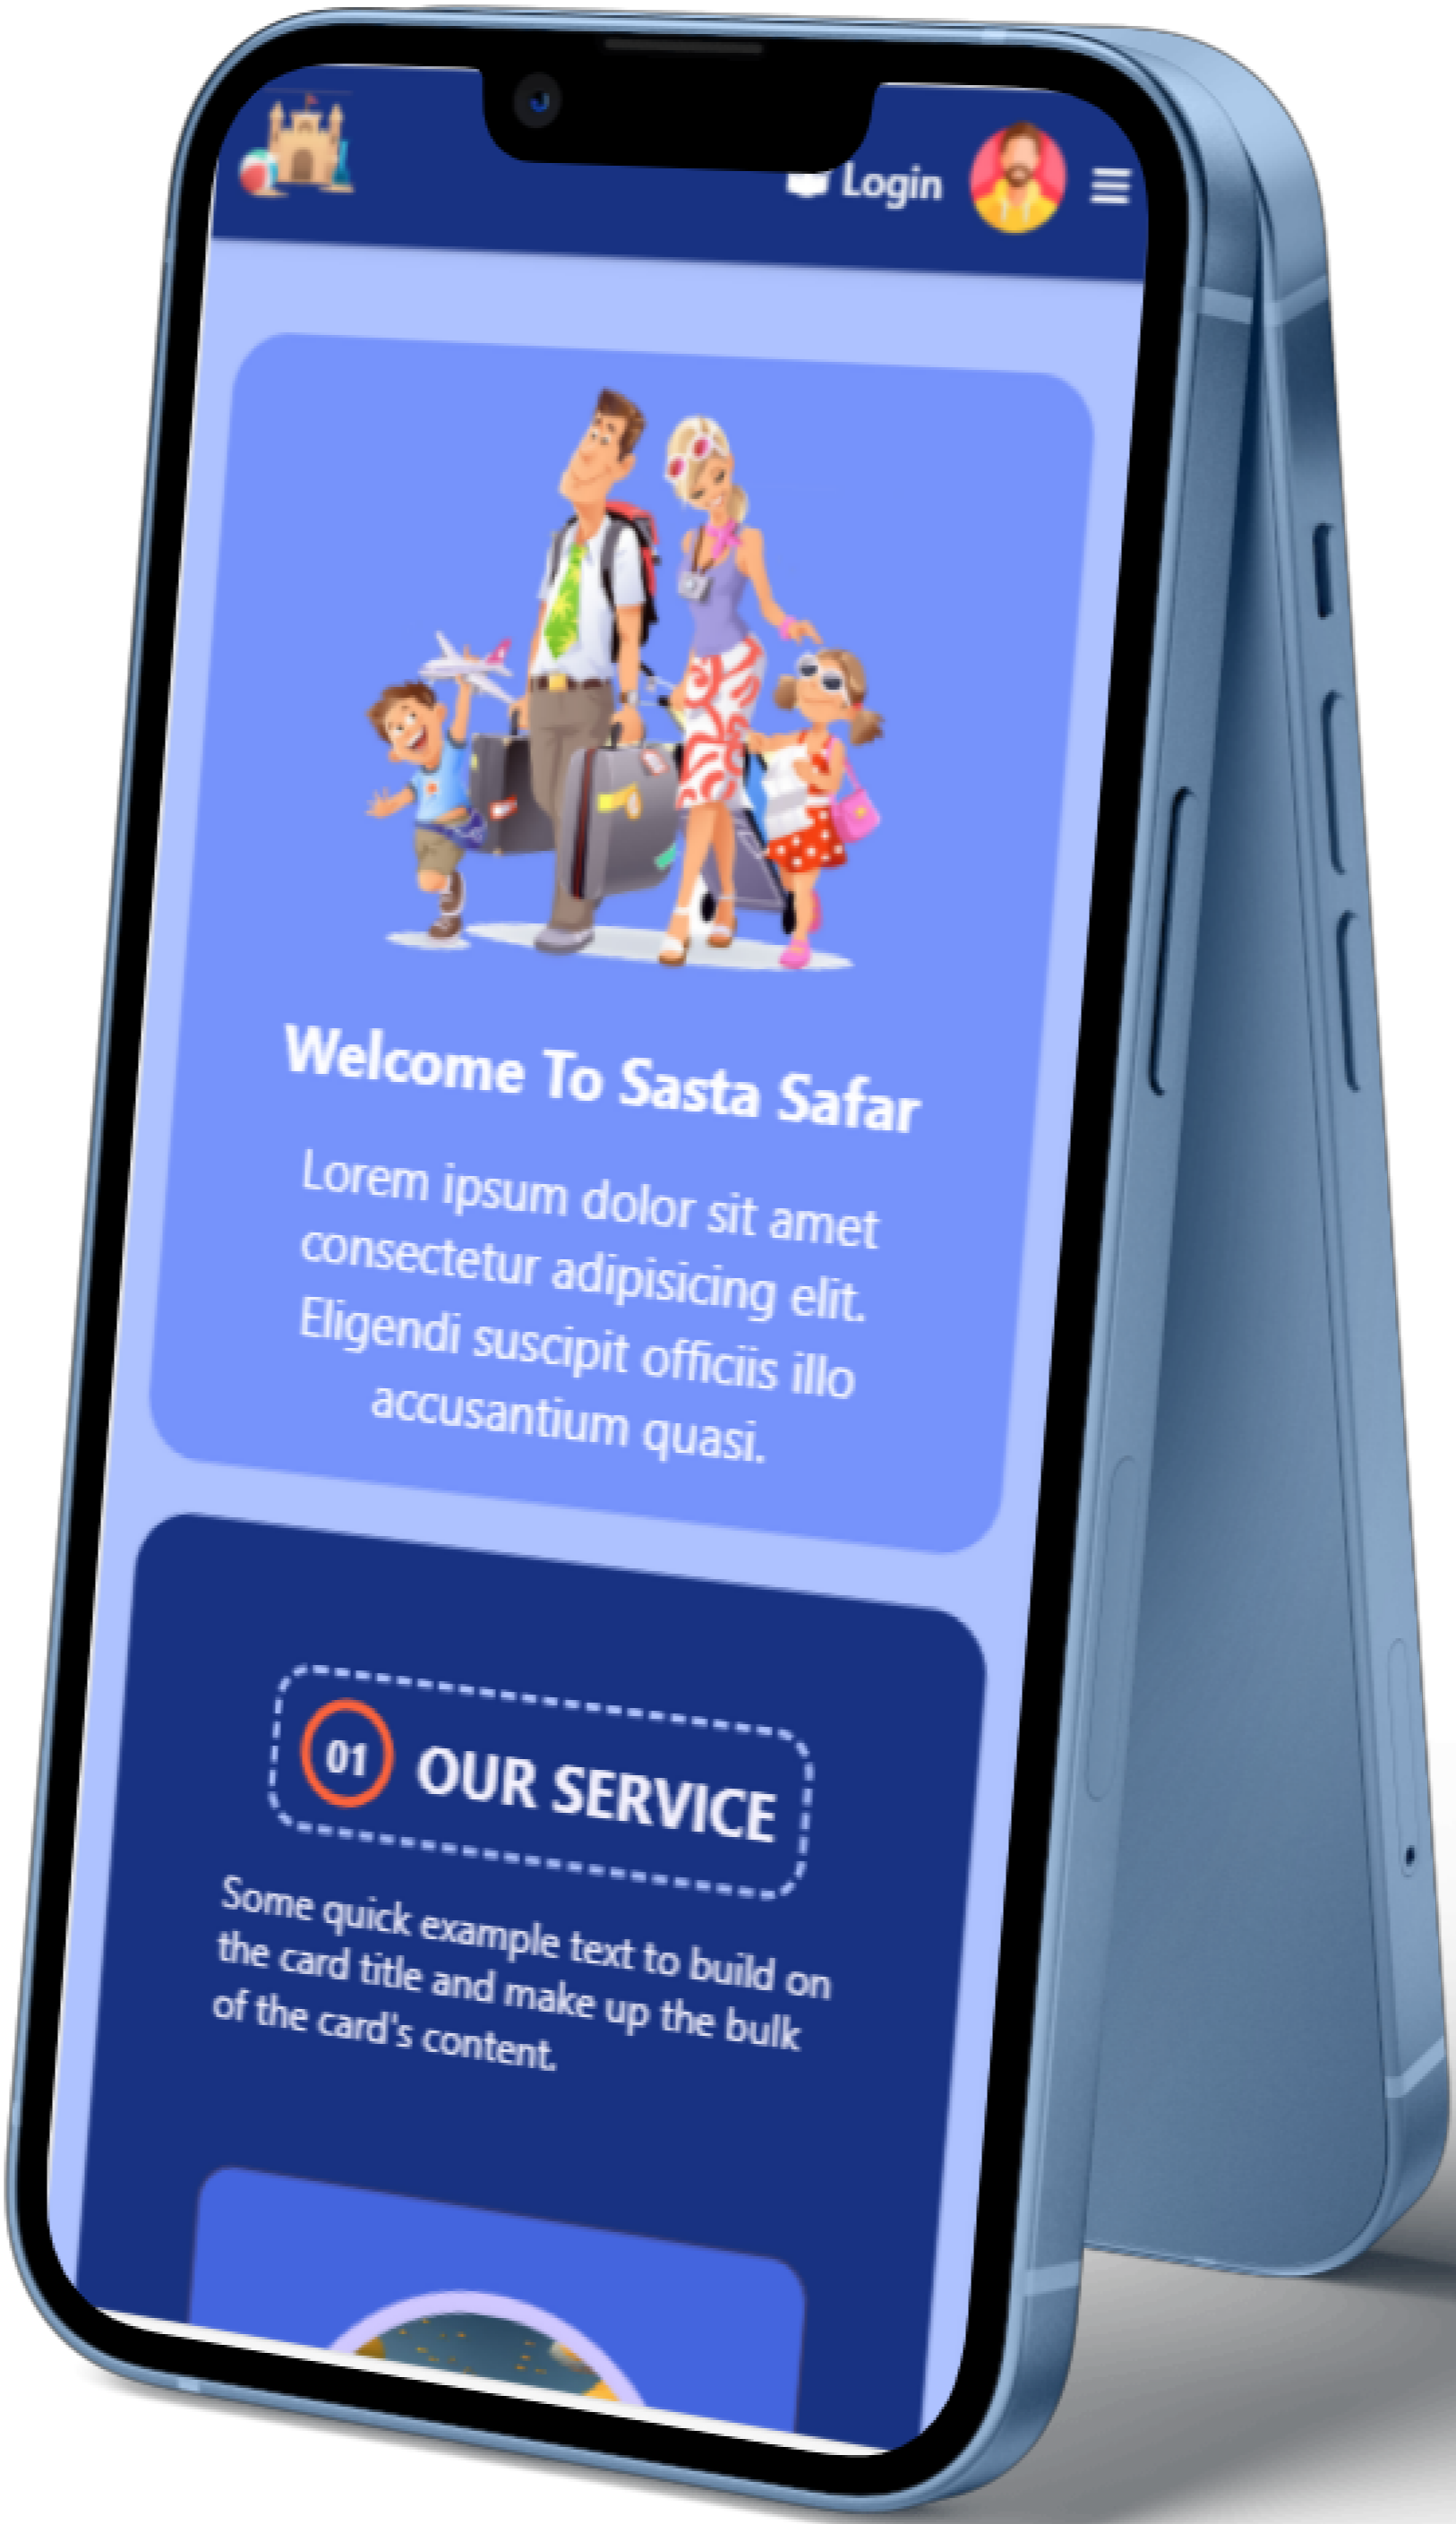 Login
Welcome To Sasta Safar
Lorem ipsum dolor sit amet
consectetur adipisicing elit.
Eligendi suscipit officiis illo
accusantium quasi.
01 OUR SERVICE
Some quick example text to build on
the card title and make up the bulk
of the card's content.